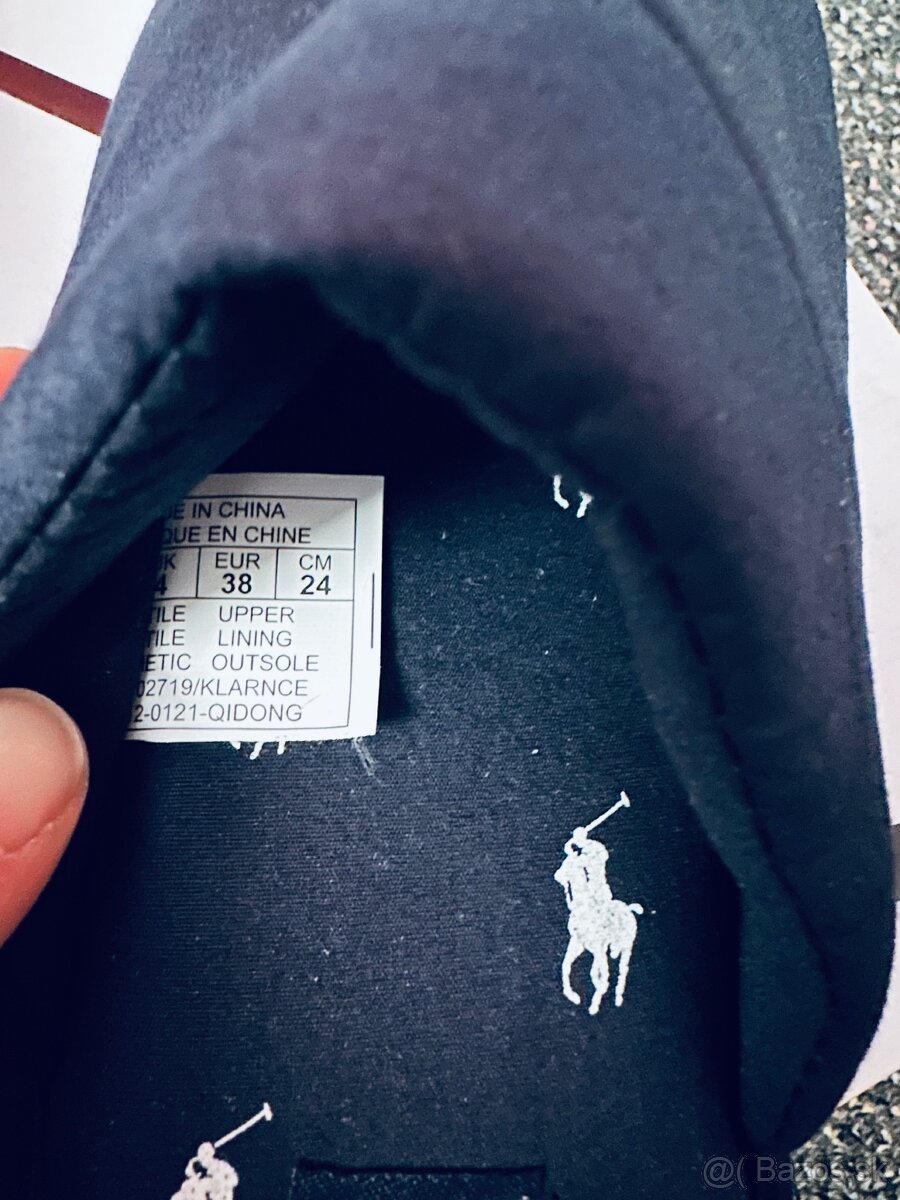 E IN CHINA
QUE EN CHINE
K EUR CM
4 38 24
TILE UPPER
TILE LINING
ETIC OUTSOLE
02719/KLARNCE
2-0121-QIDONG
@( Bazos.sk